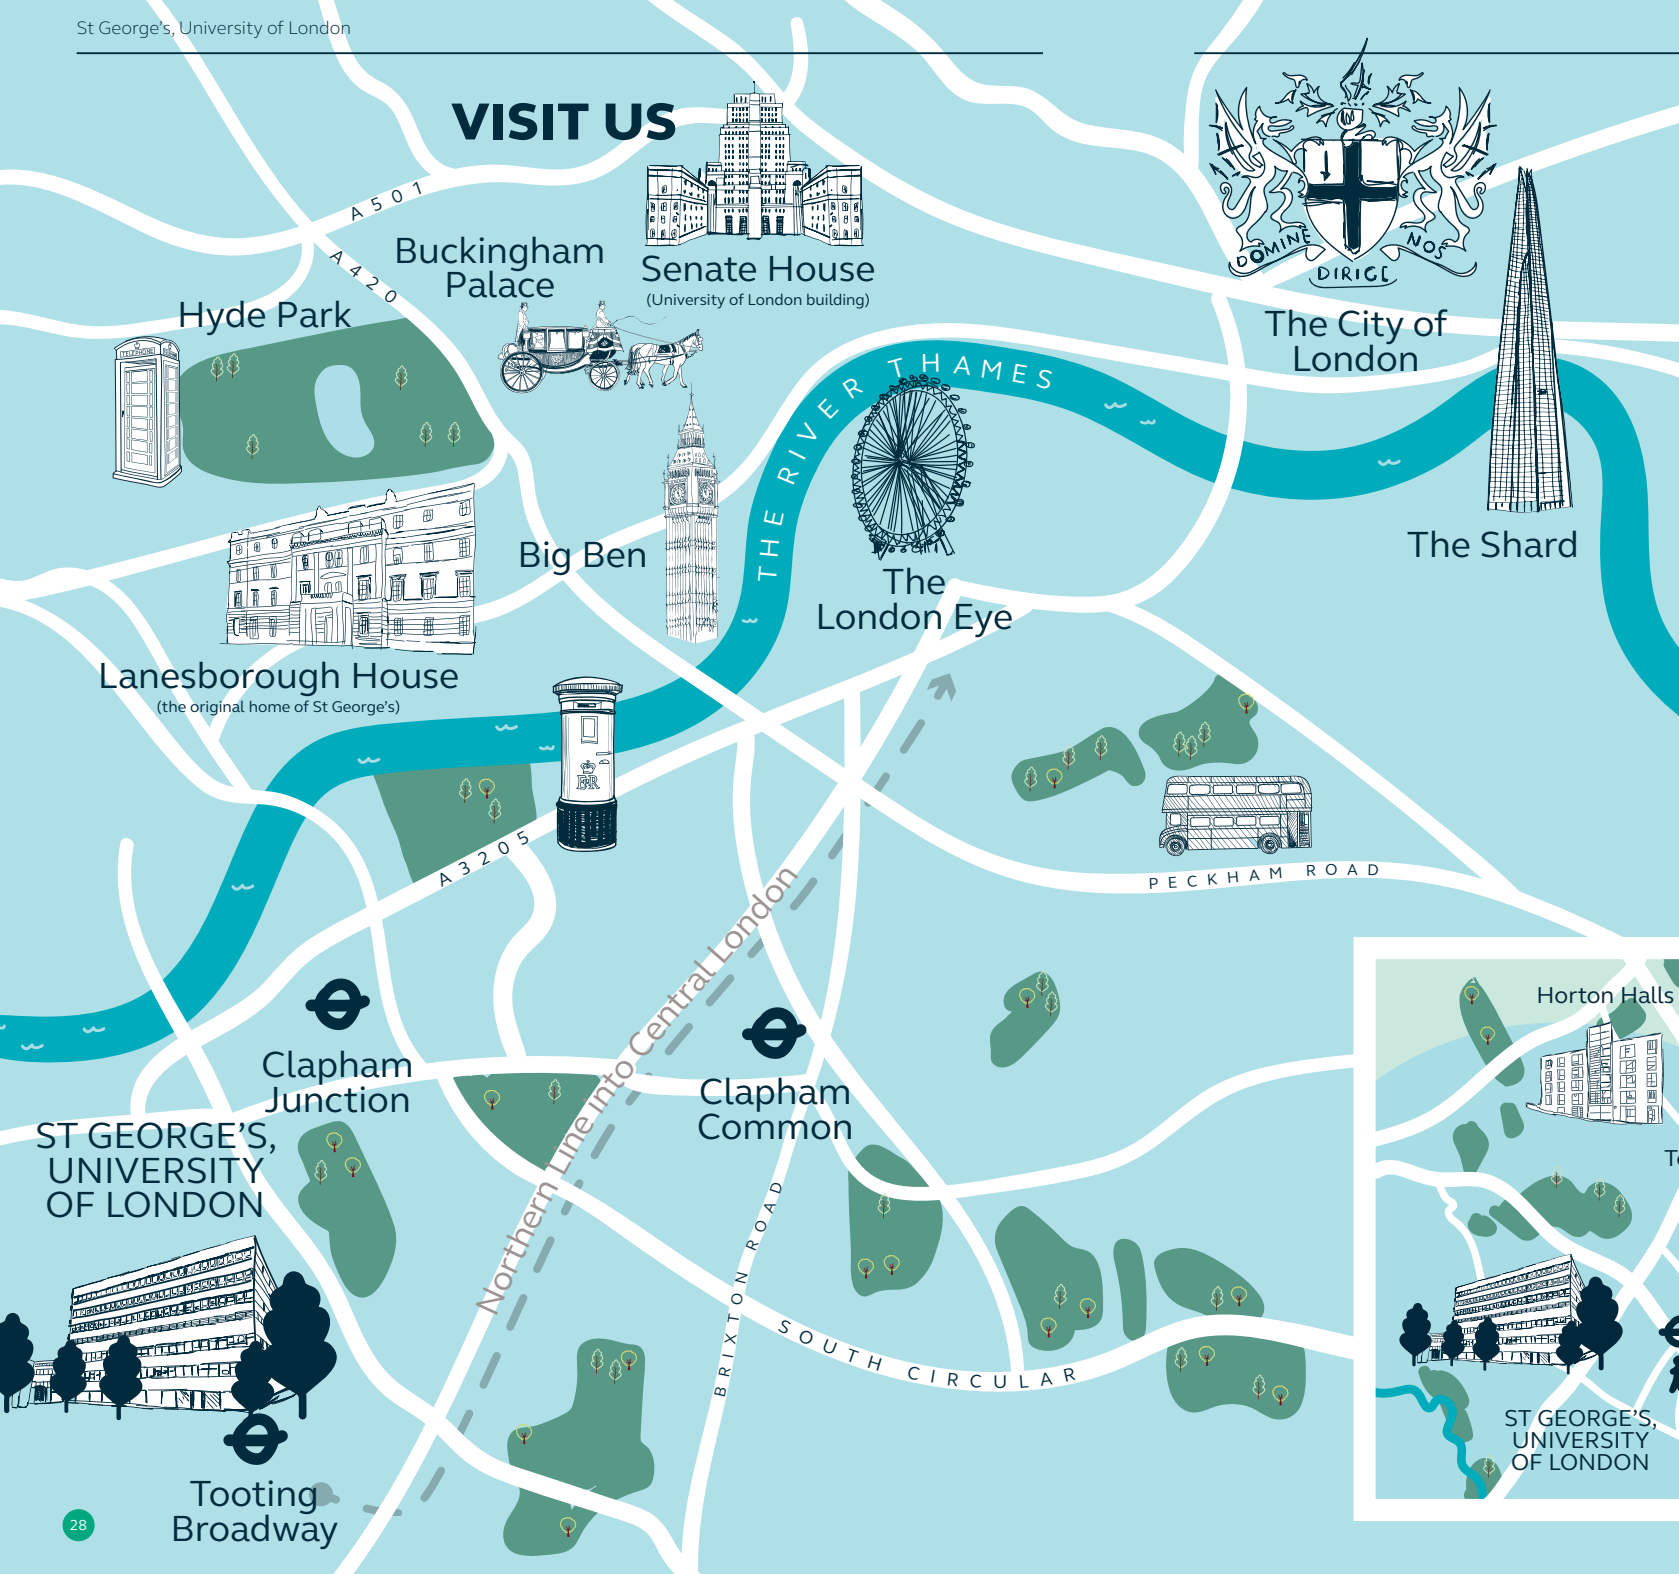 St George's, University of London
VISIT US
A501
A420
Buckingham
Palace
Senate House
(University of London building)
Hyde Park
TELEPHONE
DOMINE
DIRIGE
NOS
The City of
London
THE RIVER THAMES
The Shard
Big Ben
The
London Eye
Lanesborough House
(the original home of St George's)
EIIR
A3205
PECKHAM ROAD
Northern Line into Central London
Clapham
Junction
Clapham
Common
ST GEORGE'S,
UNIVERSITY
OF LONDON
BRIXTON ROAD
SOUTH CIRCULAR
Tooting
Broadway
Horton Halls
ST GEORGE'S,
UNIVERSITY
OF LONDON
28